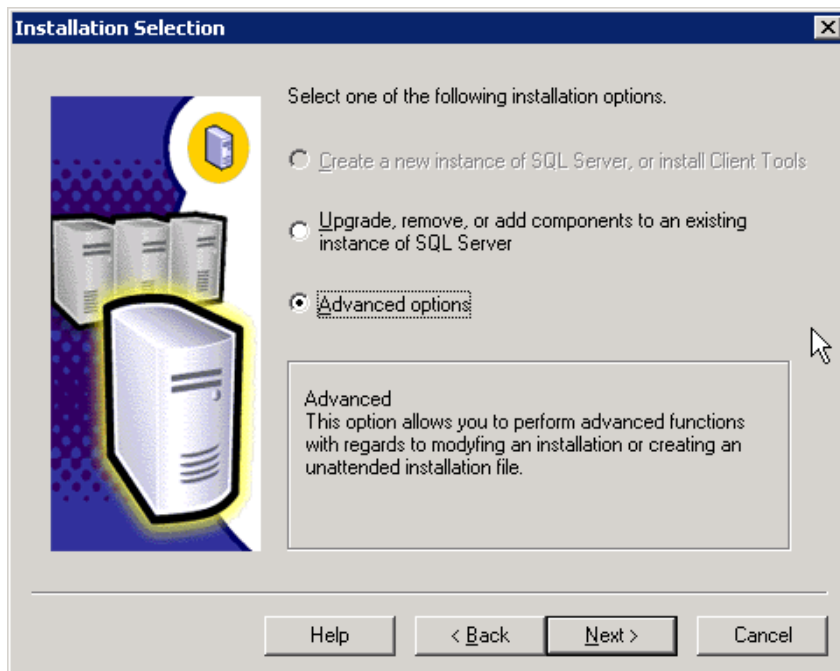 Installation Selection
Select one of the following installation options.
Create a new instance of SQL Server, or install Client Tools
Upgrade, remove, or add components to an existing
instance of SQL Server
Advanced options
Advanced
This option allows you to perform advanced functions
with regards to modyfing an installation or creating an
unattended installation file.
Help
< Back
Next >
Cancel